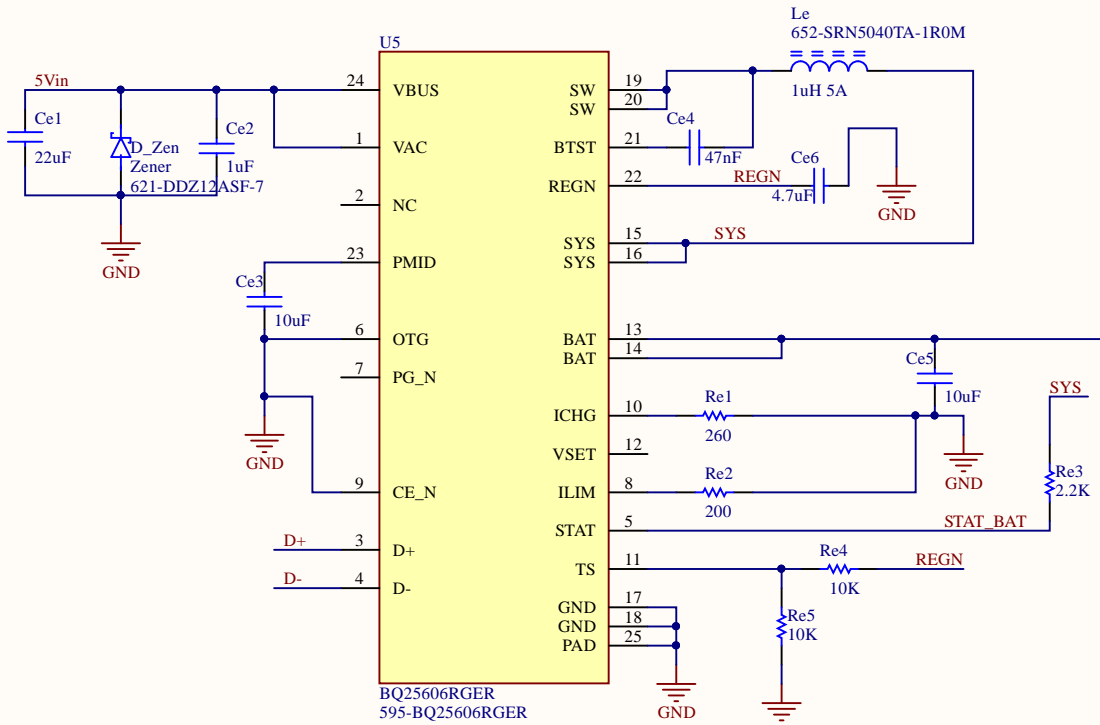 Le
652-SRN5040TA-1R0M
1uH 5A
U5
5Vin
24
VBUS
SW
19
SW
20
Ce1
22uF
D_Zen
Zener
621-DDZ12ASF-7
Ce2
1uF
1
VAC
BTST
21
Ce4
47nF
2
NC
REGN
22
REGN
Ce6
4.7uF
GND
GND
23
PMID
SYS
15
SYS
SYS
16
Ce3
10uF
6
OTG
BAT
13
BAT
14
7
PG_N
Ce5
10uF
SYS
ICHG
10
Re1
260
GND
VSET
12
GND
9
CE_N
ILIM
8
Re2
200
Re3
2.2K
STAT
5
STAT_BAT
D+
3
D+
D-
4
D-
TS
11
Re4
10K
REGN
GND
17
GND
18
PAD
25
Re5
10K
GND
BQ25606RGER
595-BQ25606RGER